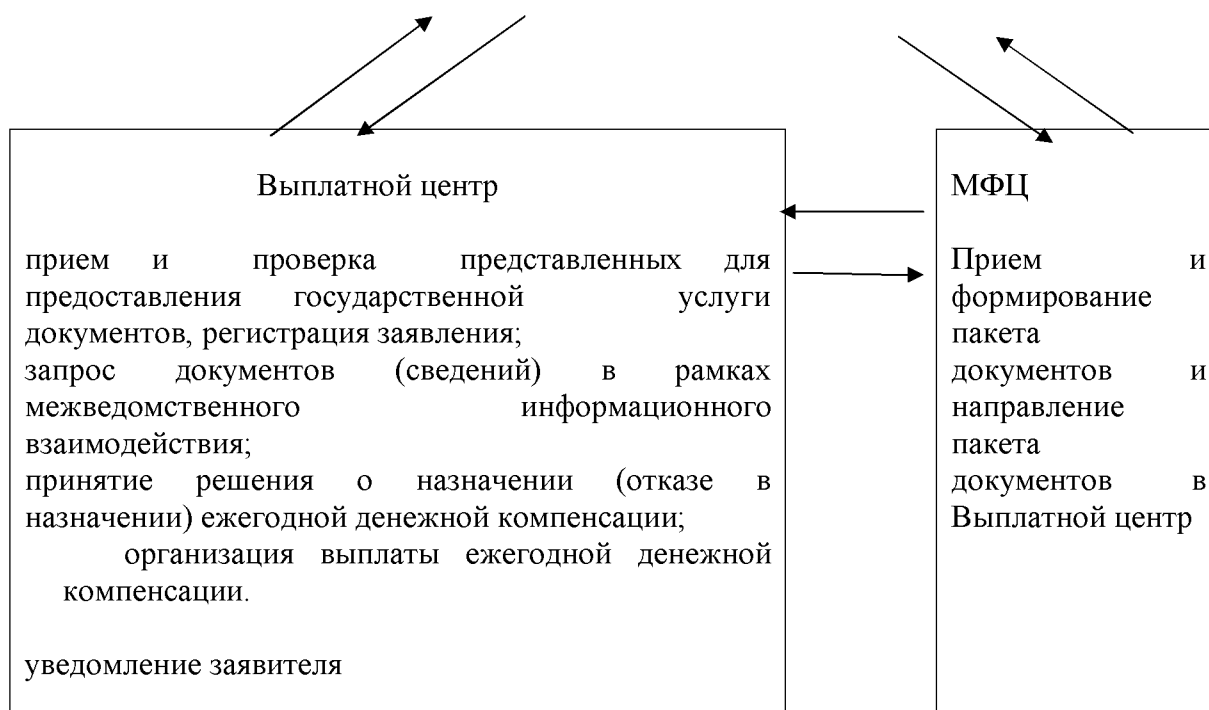 Выплатной центр
прием и проверка представленных для
предоставления государственной услуги
документов, регистрация заявления;
запрос документов (сведений) в рамках
межведомственного информационного
взаимодействия;
принятие решения о назначении (отказе в
назначении) ежегодной денежной компенсации;
организация выплаты ежегодной денежной
компенсации.
уведомление заявителя
МФЦ
Прием и
формирование
пакета
документов и
направление
пакета
документов в
Выплатной центр